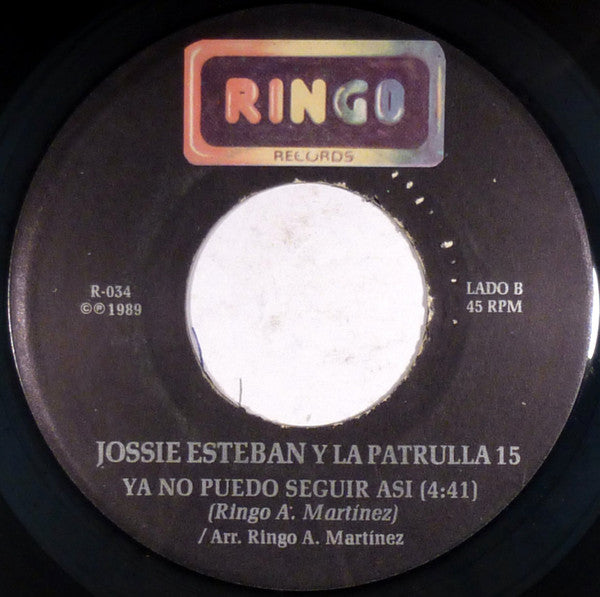 RINGO
RECORDS
R-034
©℗1989
LADO B
45 RPM
JOSSIE ESTEBAN Y LA PATRULLA 15
YA NO PUEDO SEGUIR ASI (4:41)
(Ringo A. Martínez)
/Arr. Ringo A. Martínez